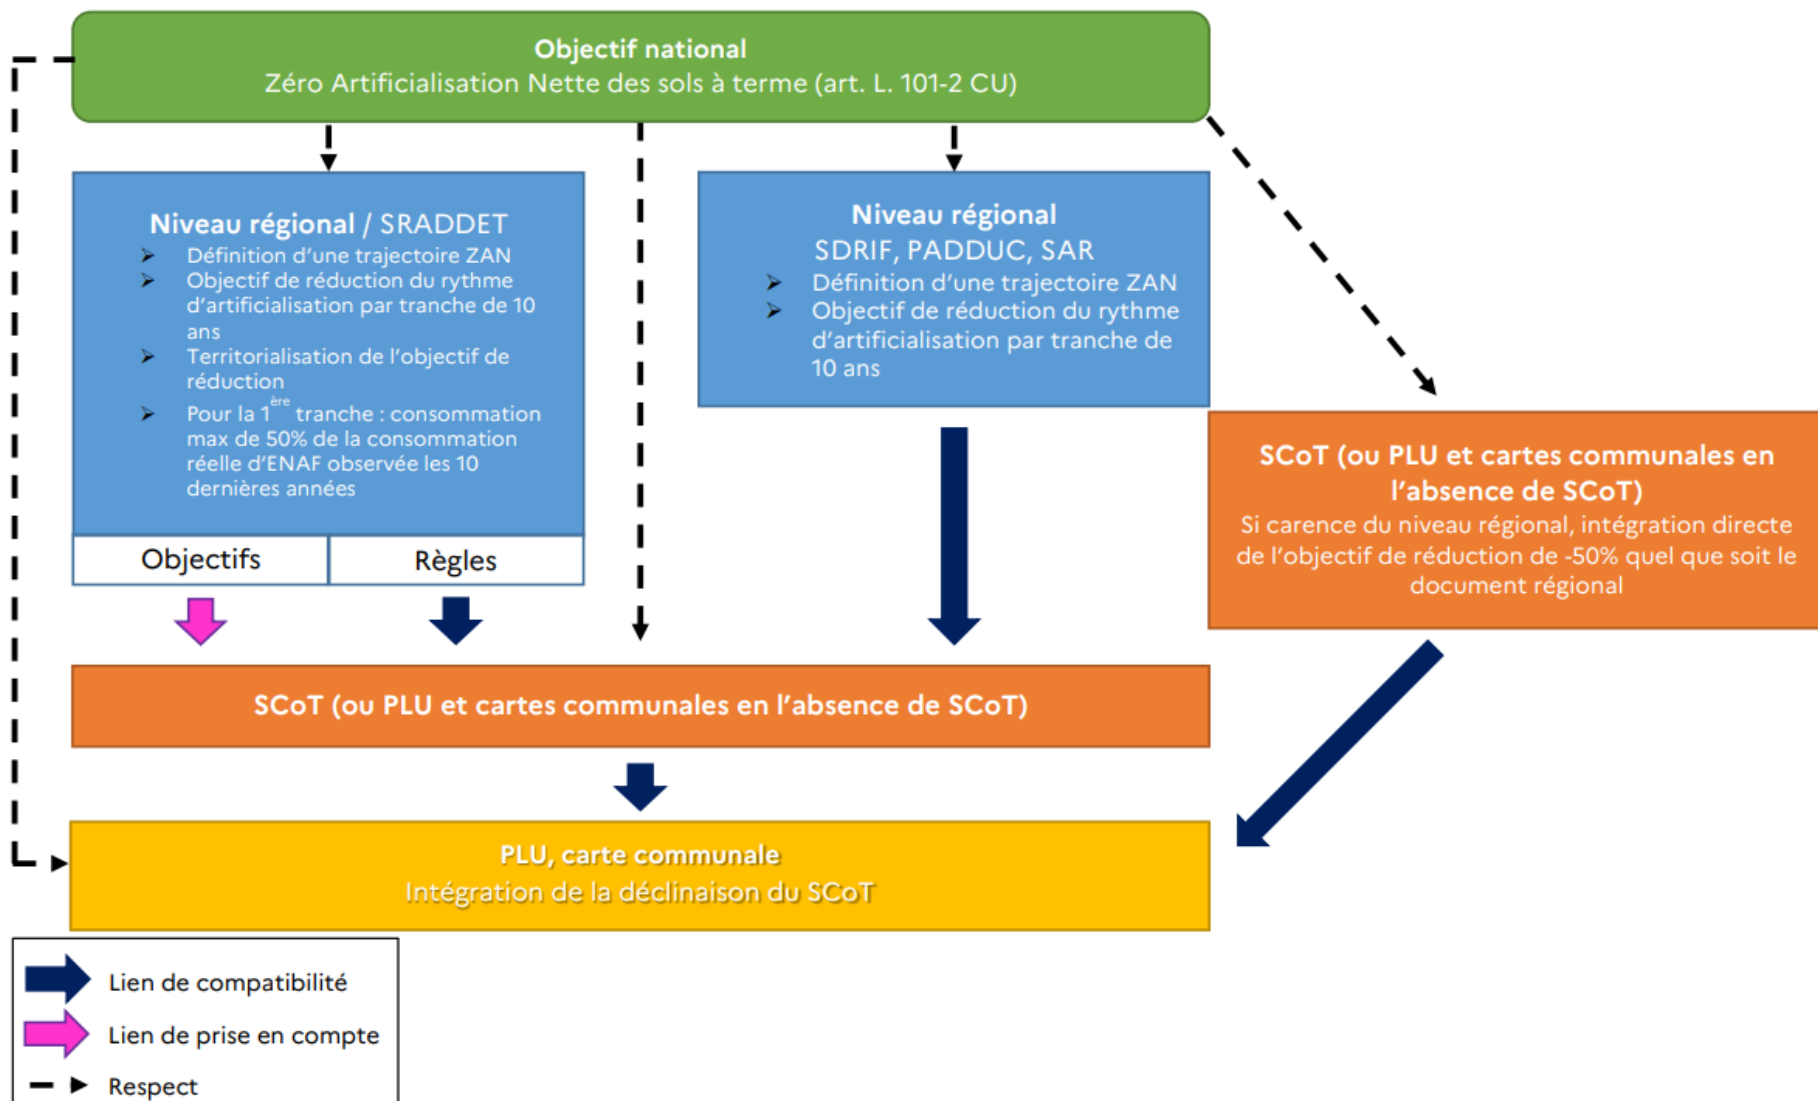 Objectif national
Zéro Artificialisation Nette des sols à terme (art. L. 101-2 CU)
Niveau régional / SRADDET
Définition d'une trajectoire ZAN
Objectif de réduction du rythme
d'artificialisation par tranche de 10
ans
Territorialisation de l'objectif de
réduction
Pour la 1ère tranche : consommation
max de 50% de la consommation
réelle d'ENAF observée les 10
dernières années
Objectifs
Règles
Niveau régional
SDRIF, PADDUC, SAR
Définition d'une trajectoire ZAN
Objectif de réduction du rythme
d'artificialisation par tranche de
10 ans
SCoT (ou PLU et cartes communales en
l'absence de SCoT)
Si carence du niveau régional, intégration directe
de l'objectif de réduction de -50% quel que soit le
document régional
SCoT (ou PLU et cartes communales en l'absence de SCoT)
PLU, carte communale
Intégration de la déclinaison du SCoT
Lien de compatibilité
Lien de prise en compte
Respect